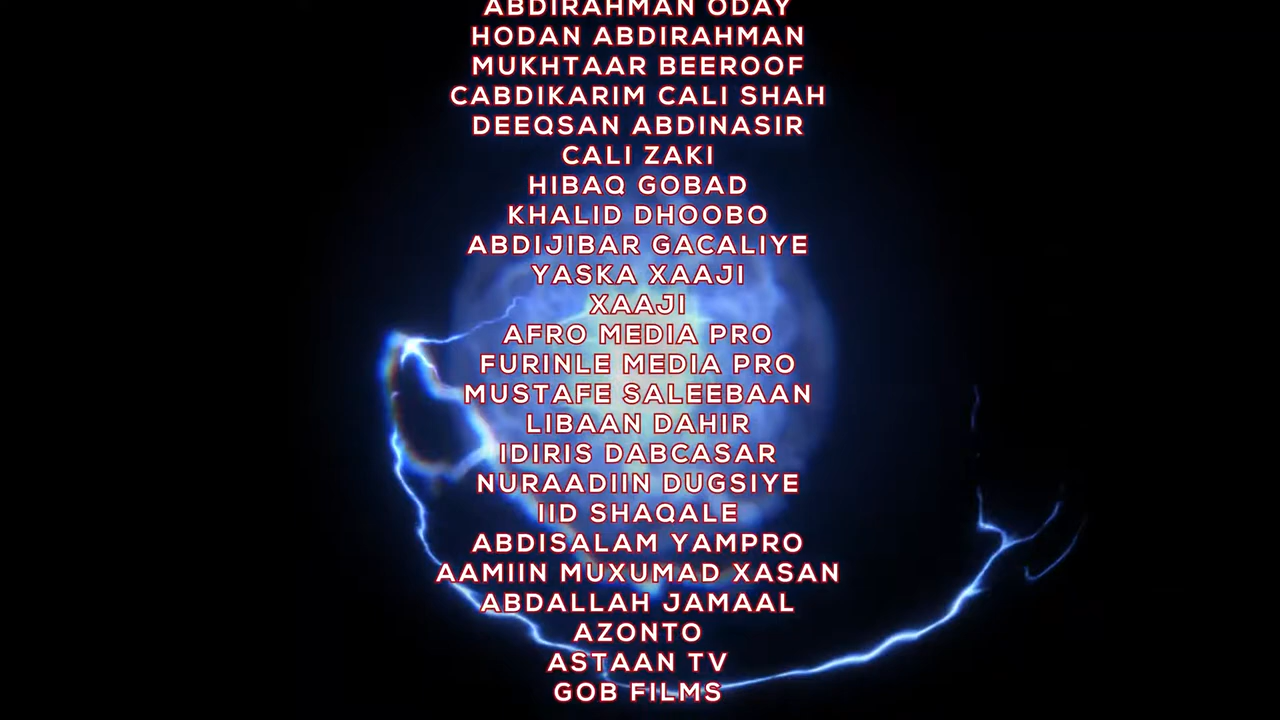 ABDIRAHMAN ODAY
HODAN ABDIRAHMAN
MUKHTAAR BEEROOF
CABDIKARIM CALI SHAH
DEEQSAN ABDINASIR
CALI ZAKI
HIBAQ GOBAD
KHALID DHOOBO
ABDIJIBAR GACALIYE
YASKA XAAJI
XAAJI
AFRO MEDIA PRO
FURINLE MEDIA PRO
MUSTAFE SALEEBAAN
LIBAAN DAHIR
IDIRIS DABCASAR
NURAADIIN DUGSIYE
IID SHAQALE
ABDISALAM YAMPRO
AAMIIN MUXUMAD XASAN
ABDALLAH JAMAAL
AZONTO
ASTAAN TV
GOB FILMS